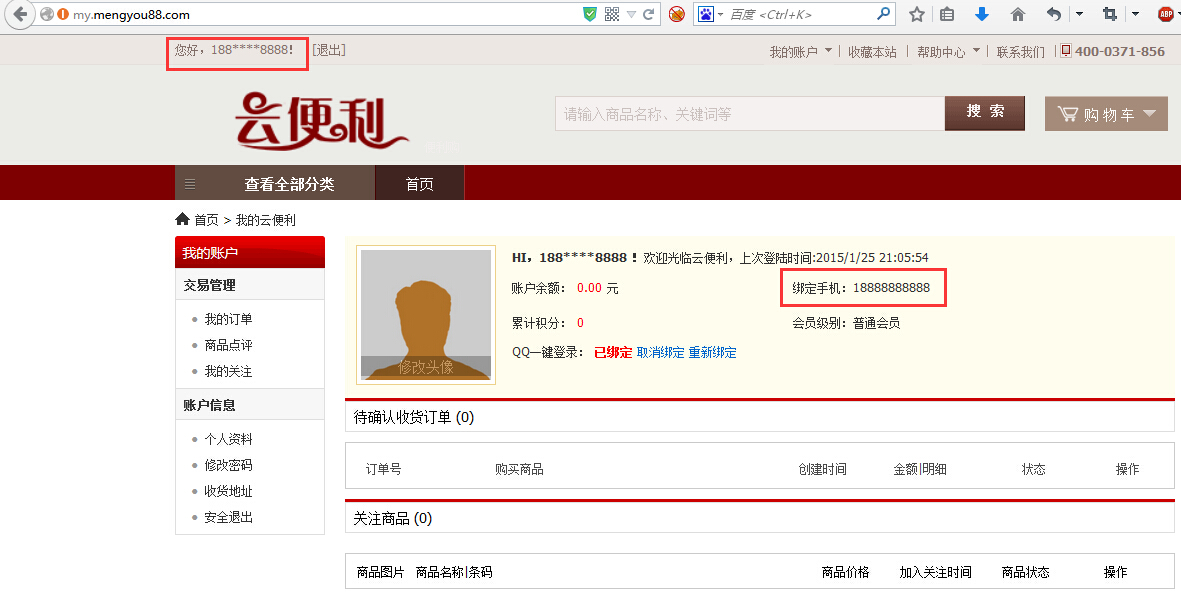 my.mengyou88.com
百度 <Ctrl+K>
ABP
您好，188****8888! [退出]
我的账户 收藏本站 帮助中心 联系我们 400-0371-856
云便利
请输入商品名称、关键词等
搜 索
购 物 车
查看全部分类
首页
首页 > 我的云便利
我的账户
交易管理
我的订单
商品点评
我的关注
账户信息
个人资料
修改密码
收货地址
安全退出
修改头像
HI，188****8888！ 欢迎光临云便利，上次登陆时间:2015/1/25 21:05:54
账户余额： 0.00 元 绑定手机：18888888888
累计积分： 0 会员级别：普通会员
QQ一键登录： 已绑定 取消绑定 重新绑定
待确认收货订单 (0)
订单号 购买商品 创建时间 金额|明细 状态 操作
关注商品 (0)
商品图片 商品名称|条码 商品价格 加入关注时间 商品状态 操作